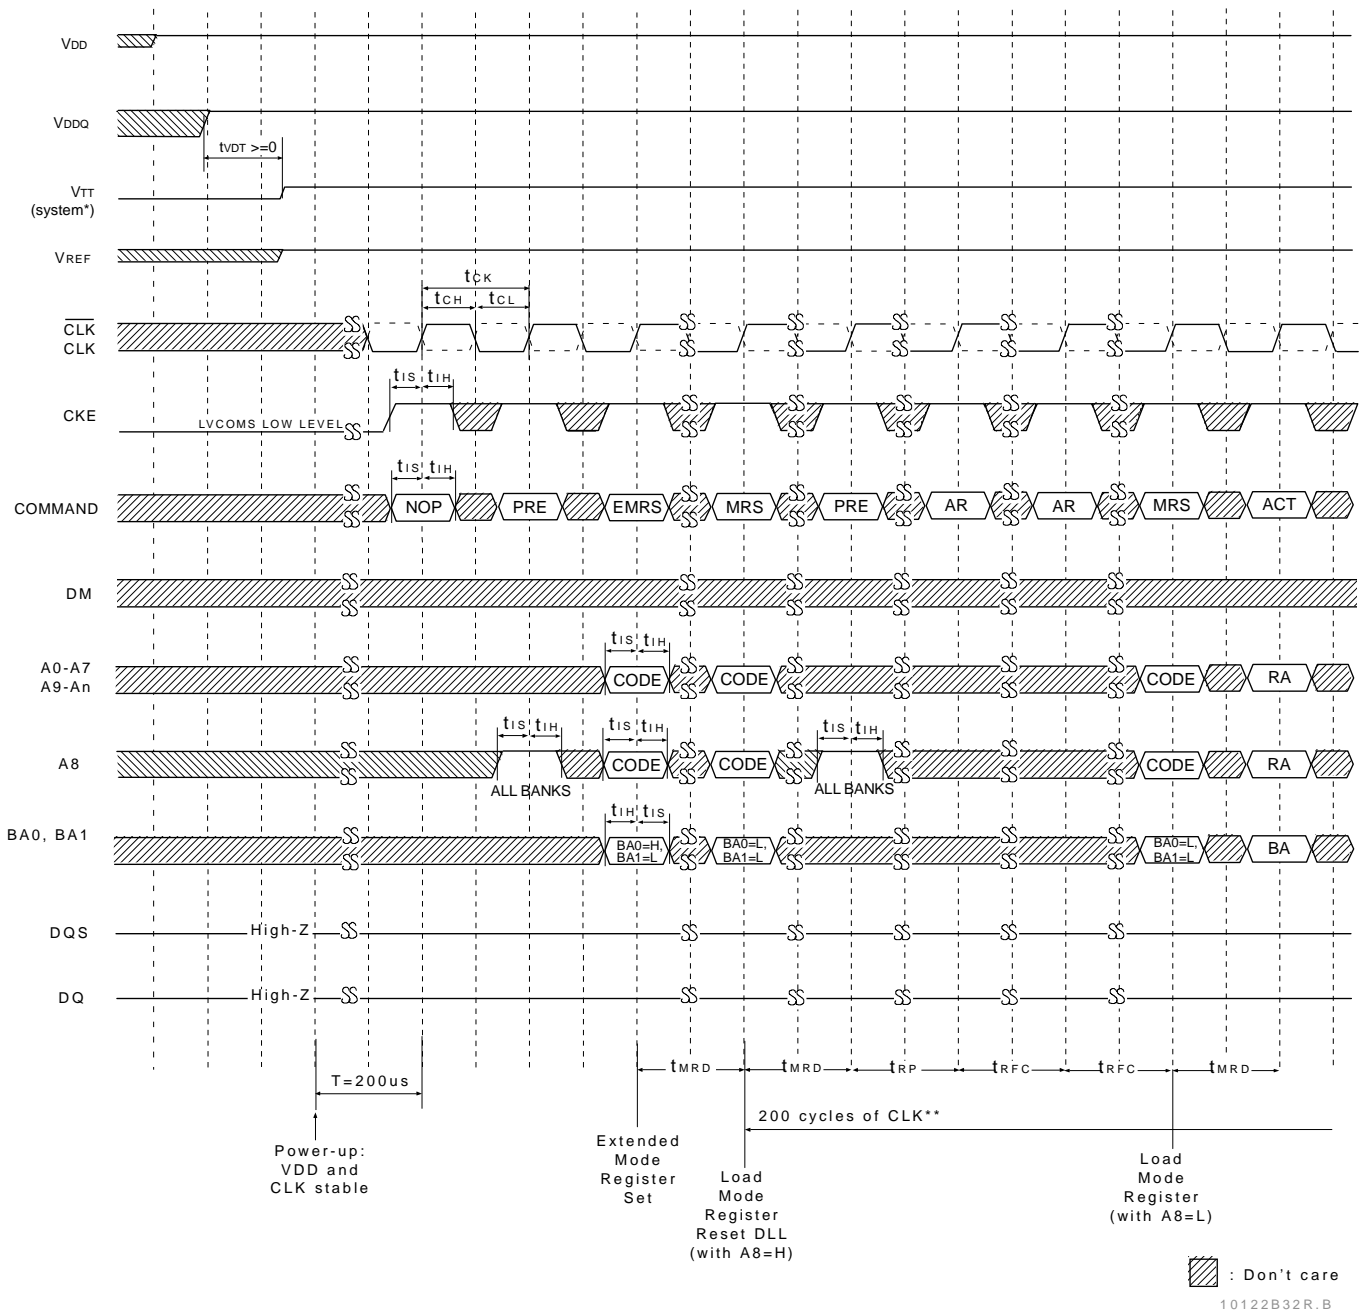 VDD
VDDQ
tVDT >=0
VTT
(system*)
VREF
tCK
tCH tCL
CLK
CLK
tIS tIH
CKE
LVCOMS LOW LEVEL
tIS tIH
COMMAND NOP PRE EMRS MRS PRE AR AR MRS ACT
DM
tIS tIH
A0-A7
A9-An
CODE CODE CODE RA
tIS tIH tIS tIH tIS tIH
A8 CODE CODE CODE RA
ALL BANKS ALL BANKS
tIH tIS
BA0, BA1
BA0=H, BA0=L, BA0=L,
BA1=L BA1=L BA1=L
BA
DQS High-Z
DQ High-Z
tMRD tMRD tRP tRFC tRFC tMRD
T=200us
200 cycles of CLK**
Power-up:
VDD and
CLK stable
Extended
Mode
Register
Set
Load
Mode
Register
Reset DLL
(with A8=H)
Load
Mode
Register
(with A8=L)
: Don't care
10122B32R.B